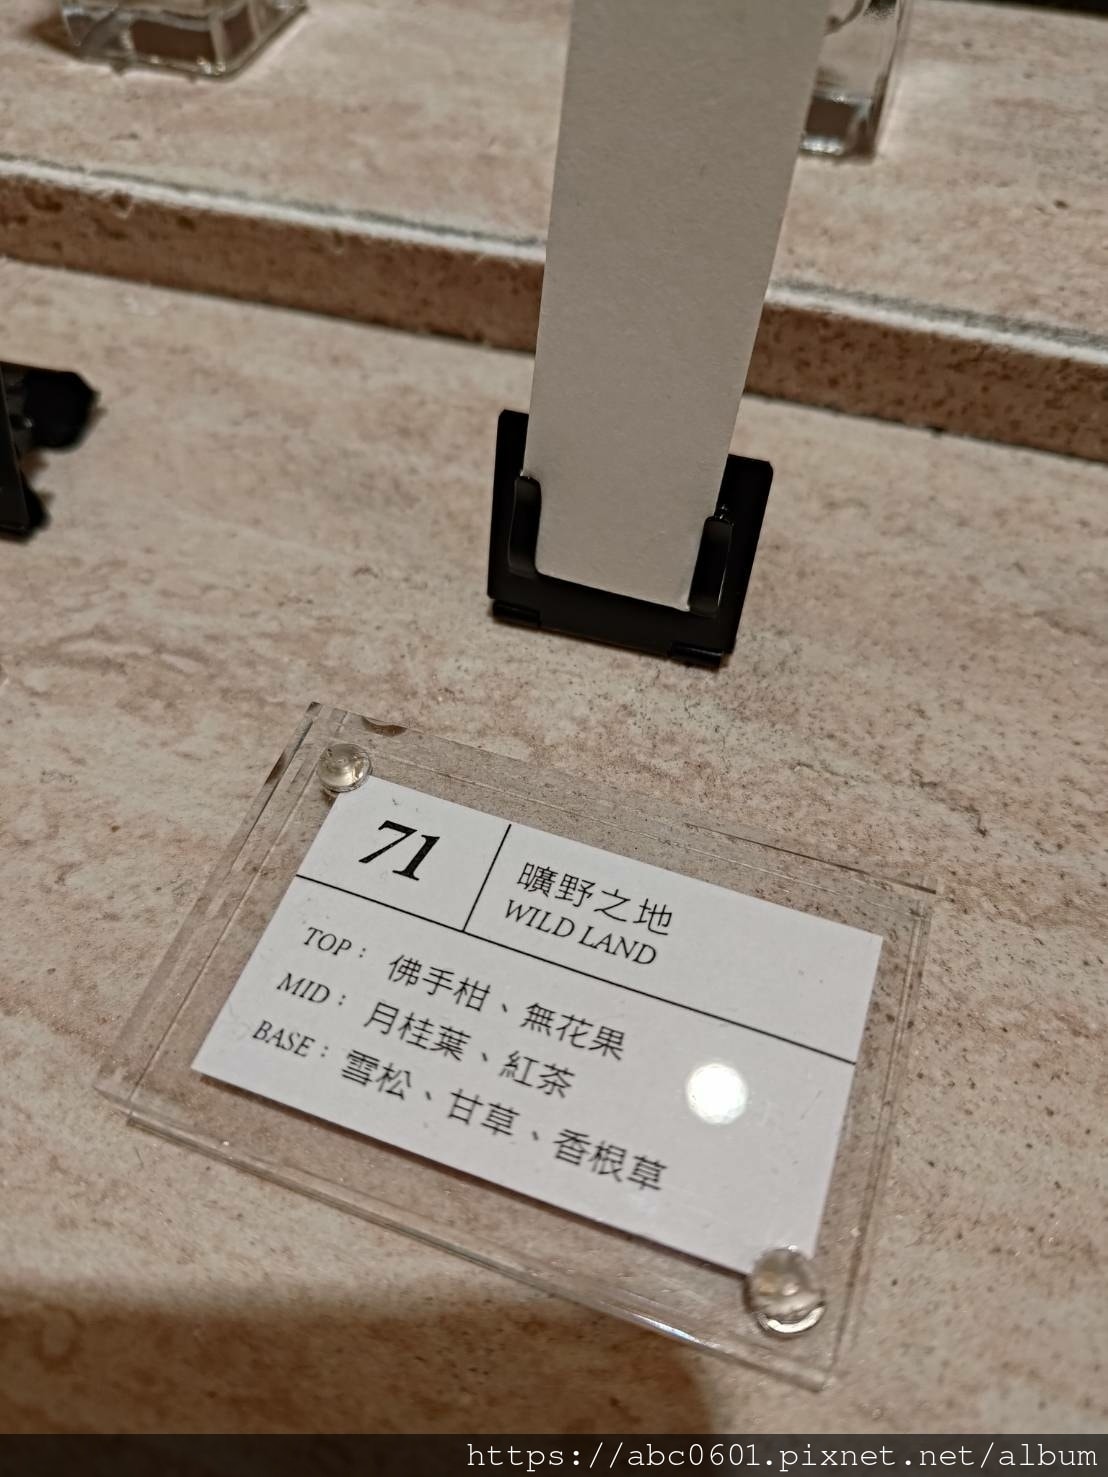 71
曠野之地
WILD LAND
TOP：佛手柑、無花果
MID：月桂葉、紅茶
BASE：雪松、甘草、香根草
https://abc0601.pixnet.net/album